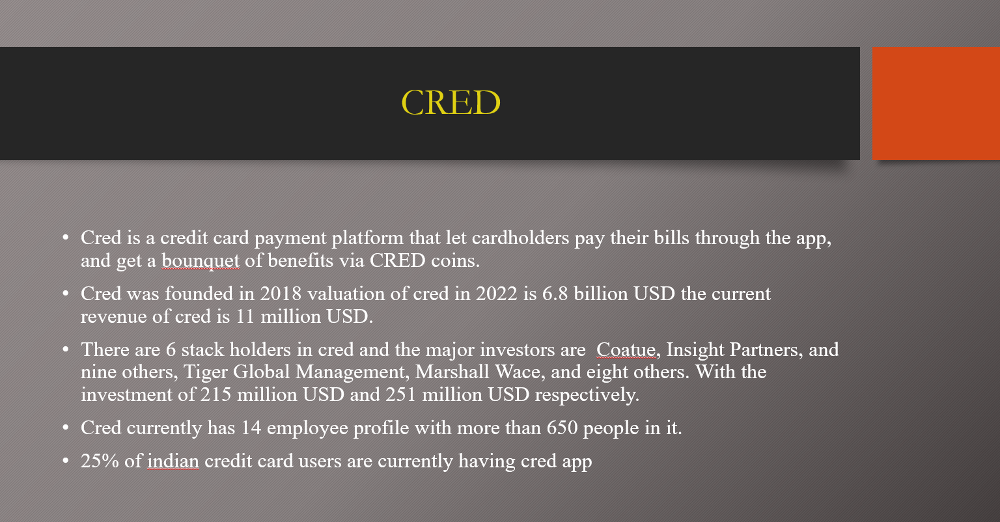 CRED
• Cred is a credit card payment platform that let cardholders pay their bills through the app,
and get a bounquet of benefits via CRED coins.
• Cred was founded in 2018 valuation of cred in 2022 is 6.8 billion USD the current
revenue of cred is 11 million USD.
• There are 6 stack holders in cred and the major investors are  Coatue, Insight Partners, and
nine others, Tiger Global Management, Marshall Wace, and eight others. With the
investment of 215 million USD and 251 million USD respectively.
• Cred currently has 14 employee profile with more than 650 people in it.
• 25% of indian credit card users are currently having cred app